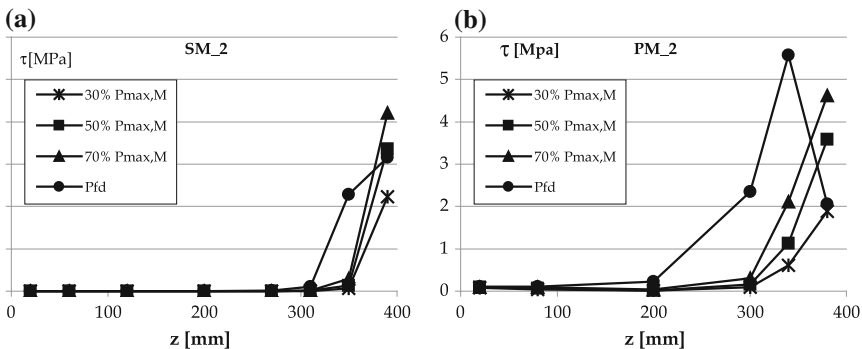 (a)
SM_2
τ[MPa]
30% Pmax,M
50% Pmax,M
70% Pmax,M
Pfd
0
100
200
300
400
z [mm]
(b)
τ [Mpa]
PM_2
6
5
4
3
2
1
0
30% Pmax,M
50% Pmax,M
70% Pmax,M
Pfd
0
100
200
300
400
z [mm]